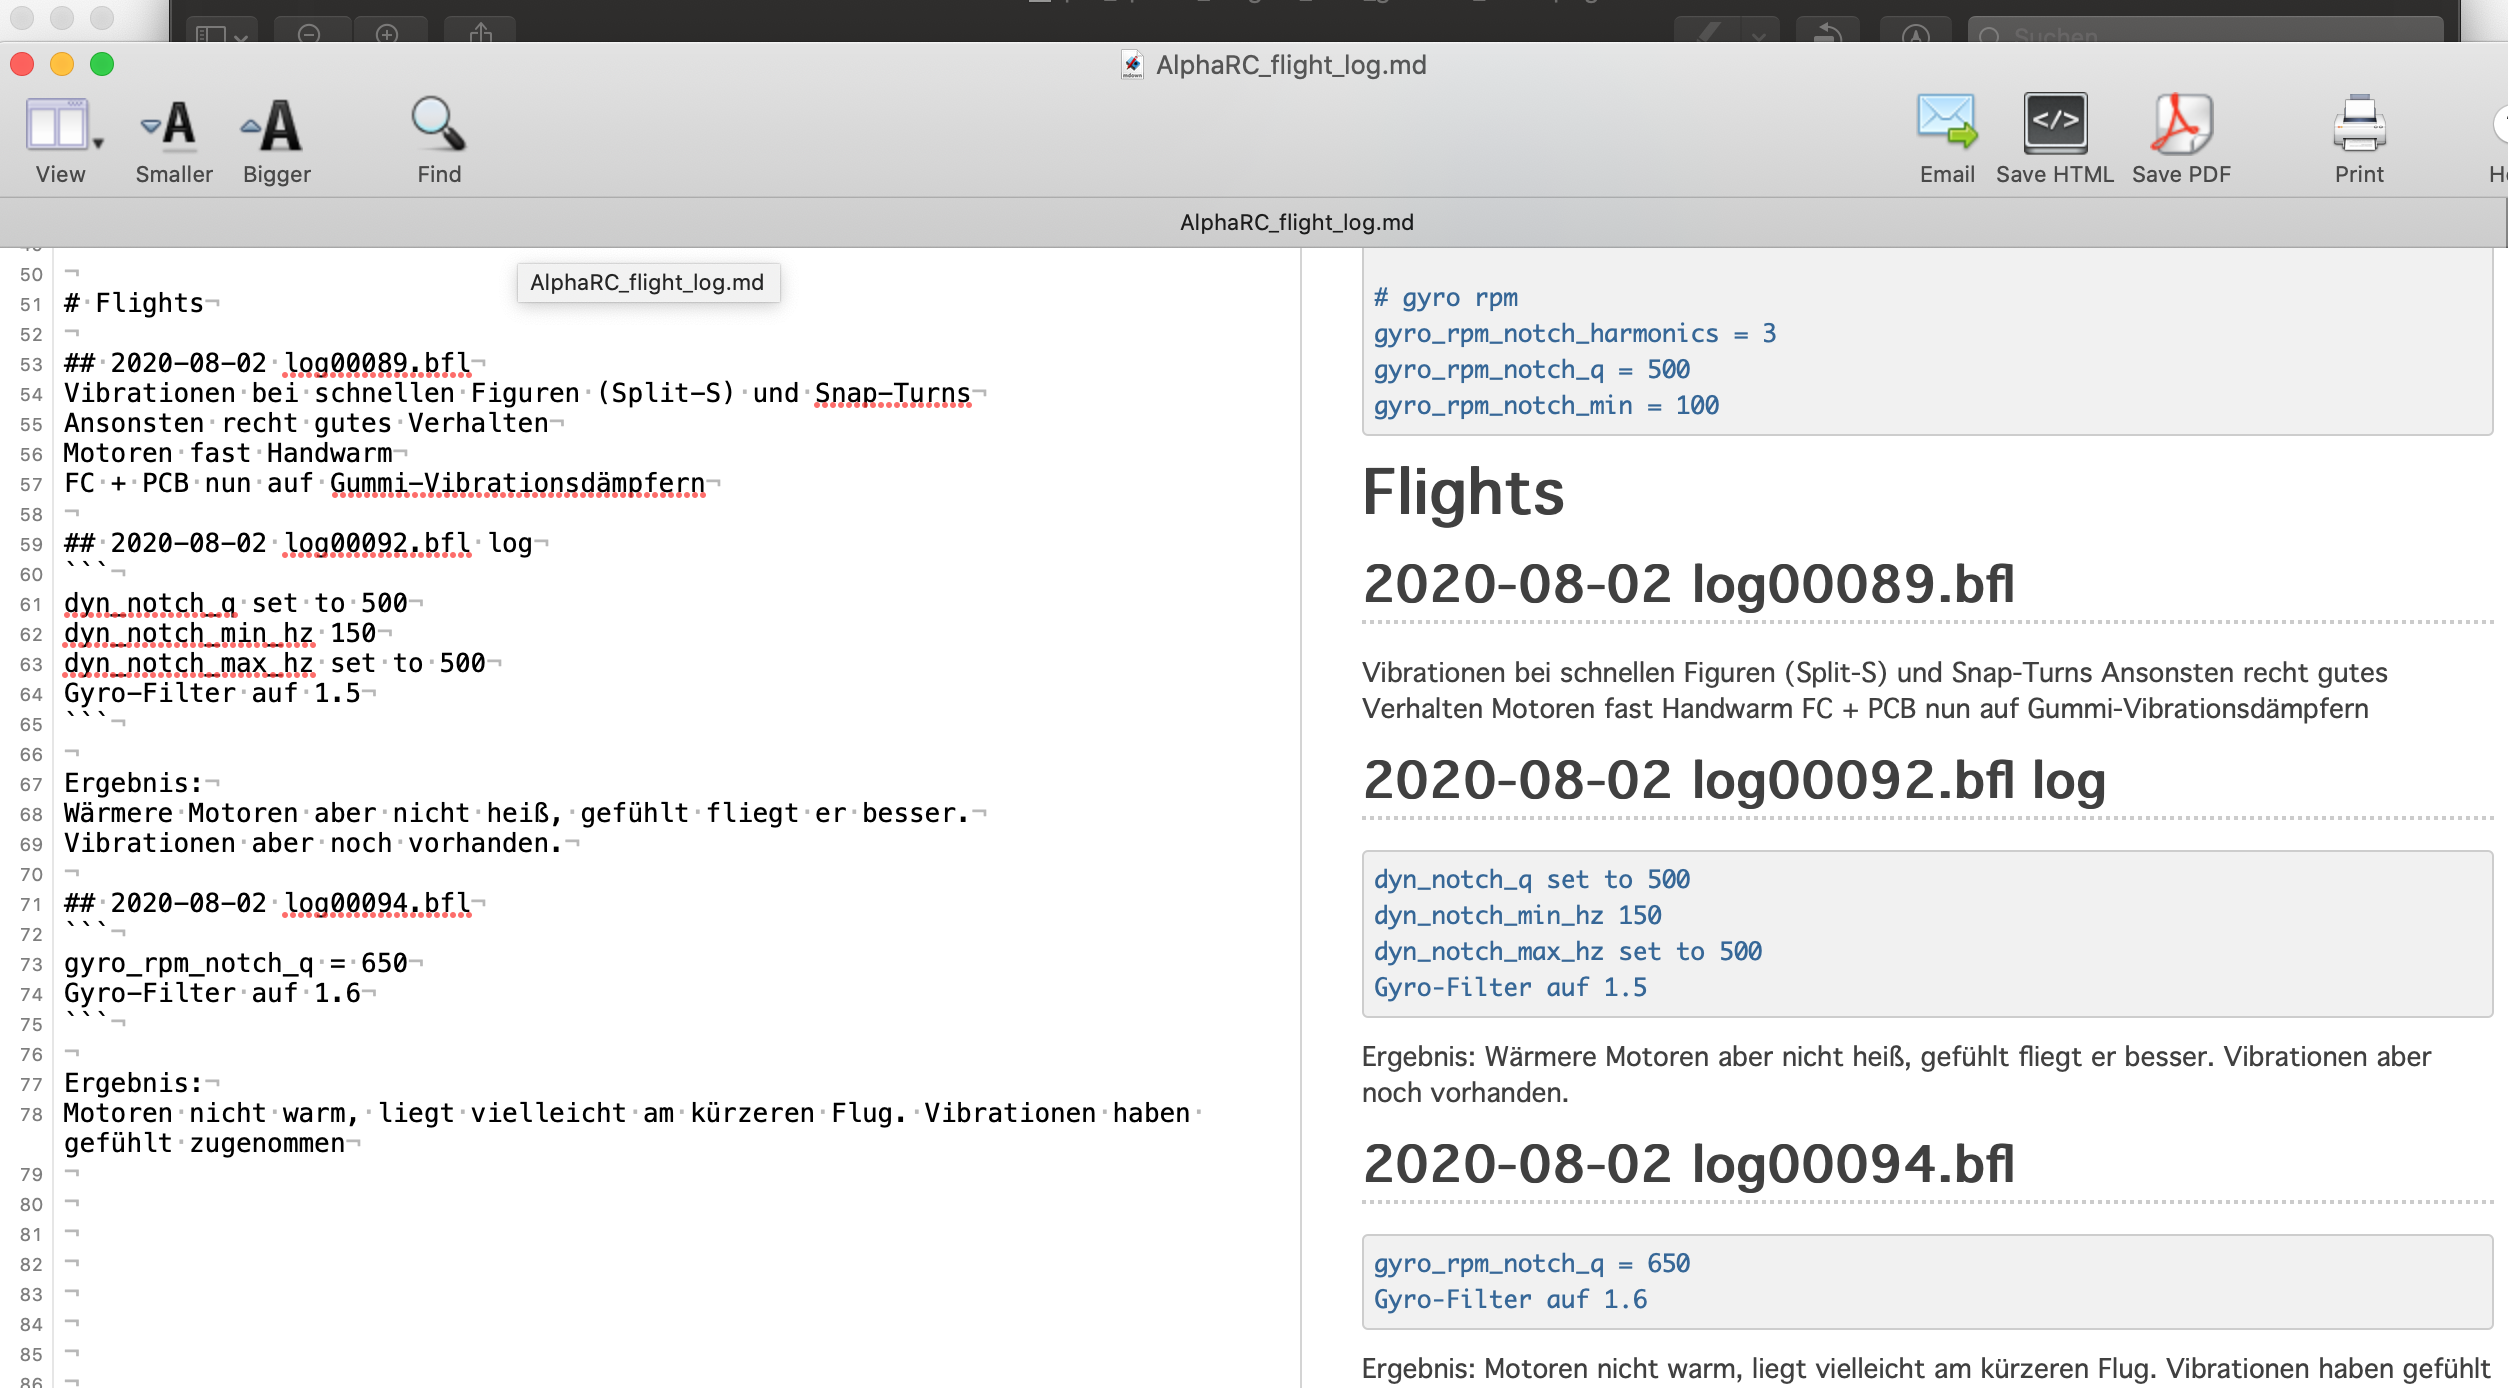 Suchen
AlphaRC_flight_log.md
View
Smaller
Bigger
Find
Email
Save HTML
Save PDF
Print
AlphaRC_flight_log.md
AlphaRC_flight_log.md
50
51 # Flights
52
53 ## 2020-08-02 log00089.bfl
54 Vibrationen bei schnellen Figuren (Split-S) und Snap-Turns
55 Ansonsten recht gutes Verhalten
56 Motoren fast Handwarm
57 FC + PCB nun auf Gummi-Vibrationsdämpfern
58
59 ## 2020-08-02 log00092.bfl log
60 ```
61 dyn_notch_q set to 500
62 dyn_notch_min_hz 150
63 dyn_notch_max_hz set to 500
64 Gyro-Filter auf 1.5
65 ```
66
67 Ergebnis:
68 Wärmere Motoren aber nicht heiß, gefühlt fliegt er besser.
69 Vibrationen aber noch vorhanden.
70
71 ## 2020-08-02 log00094.bfl
72 ```
73 gyro_rpm_notch_q = 650
74 Gyro-Filter auf 1.6
75 ```
76
77 Ergebnis:
78 Motoren nicht warm, liegt vielleicht am kürzeren Flug. Vibrationen haben
gefühlt zugenommen
79
80
81
82
83
84
85
86
# gyro rpm
gyro_rpm_notch_harmonics = 3
gyro_rpm_notch_q = 500
gyro_rpm_notch_min = 100
Flights
2020-08-02 log00089.bfl
Vibrationen bei schnellen Figuren (Split-S) und Snap-Turns Ansonsten recht gutes
Verhalten Motoren fast Handwarm FC + PCB nun auf Gummi-Vibrationsdämpfern
2020-08-02 log00092.bfl log
dyn_notch_q set to 500
dyn_notch_min_hz 150
dyn_notch_max_hz set to 500
Gyro-Filter auf 1.5
Ergebnis: Wärmere Motoren aber nicht heiß, gefühlt fliegt er besser. Vibrationen aber
noch vorhanden.
2020-08-02 log00094.bfl
gyro_rpm_notch_q = 650
Gyro-Filter auf 1.6
Ergebnis: Motoren nicht warm, liegt vielleicht am kürzeren Flug. Vibrationen haben gefühlt